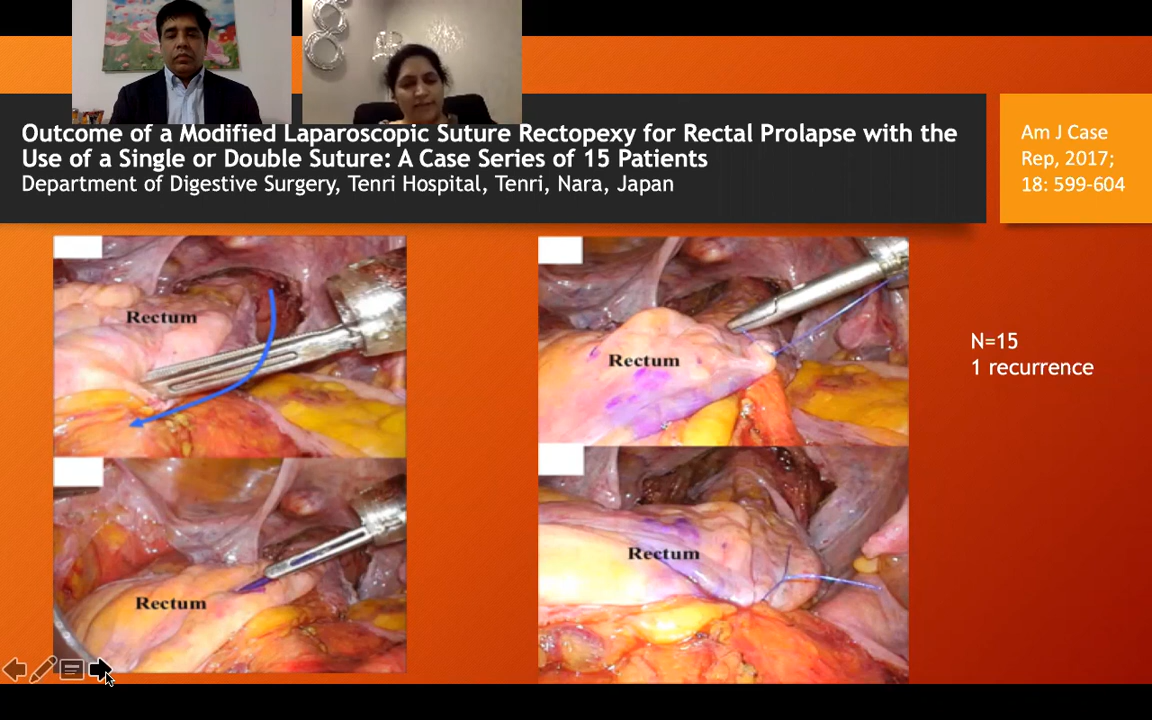 Outcome of a Modified Laparoscopic Suture Rectopexy for Rectal Prolapse with the
Use of a Single or Double Suture: A Case Series of 15 Patients
Department of Digestive Surgery, Tenri Hospital, Tenri, Nara, Japan
Am J Case
Rep, 2017;
18: 599-604
Rectum
Rectum
Rectum
Rectum
N=15
1 recurrence